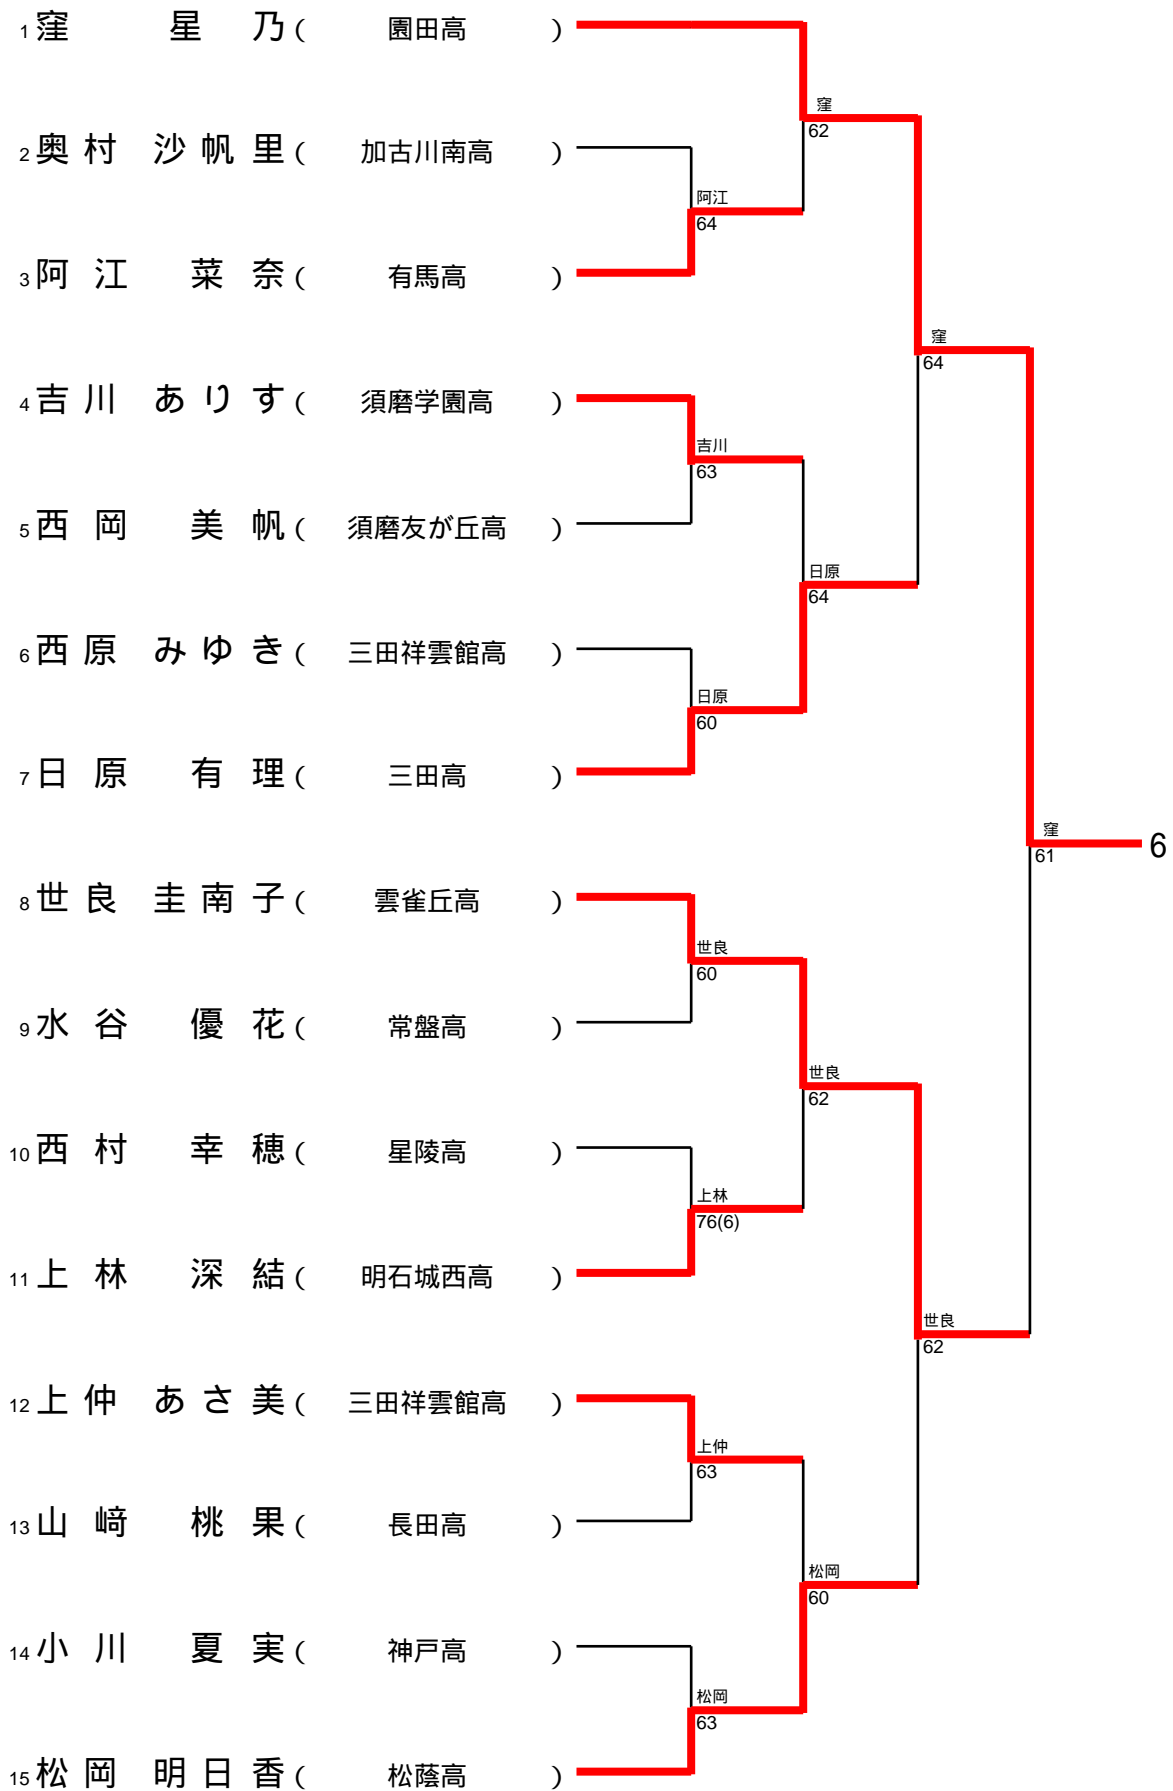 1 窪 星乃 ( 園田高 )
窪
62
2 奥村 沙帆里 ( 加古川南高 )
阿江
64
3 阿江 菜奈 ( 有馬高 )
窪
64
4 吉川 ありす ( 須磨学園高 )
吉川
63
5 西岡 美帆 ( 須磨友が丘高 )
日原
64
6 西原 みゆき ( 三田祥雲館高 )
日原
60
7 日原 有理 ( 三田高 )
窪
61
6
8 世良 圭南子 ( 雲雀丘高 )
世良
60
9 水谷 優花 ( 常盤高 )
世良
62
10 西村 幸穂 ( 星陵高 )
上林
76(6)
11 上林 深結 ( 明石城西高 )
世良
62
12 上仲 あさ美 ( 三田祥雲館高 )
上仲
63
13 山﨑 桃果 ( 長田高 )
松岡
60
14 小川 夏実 ( 神戸高 )
松岡
63
15 松岡 明日香 ( 松蔭高 )